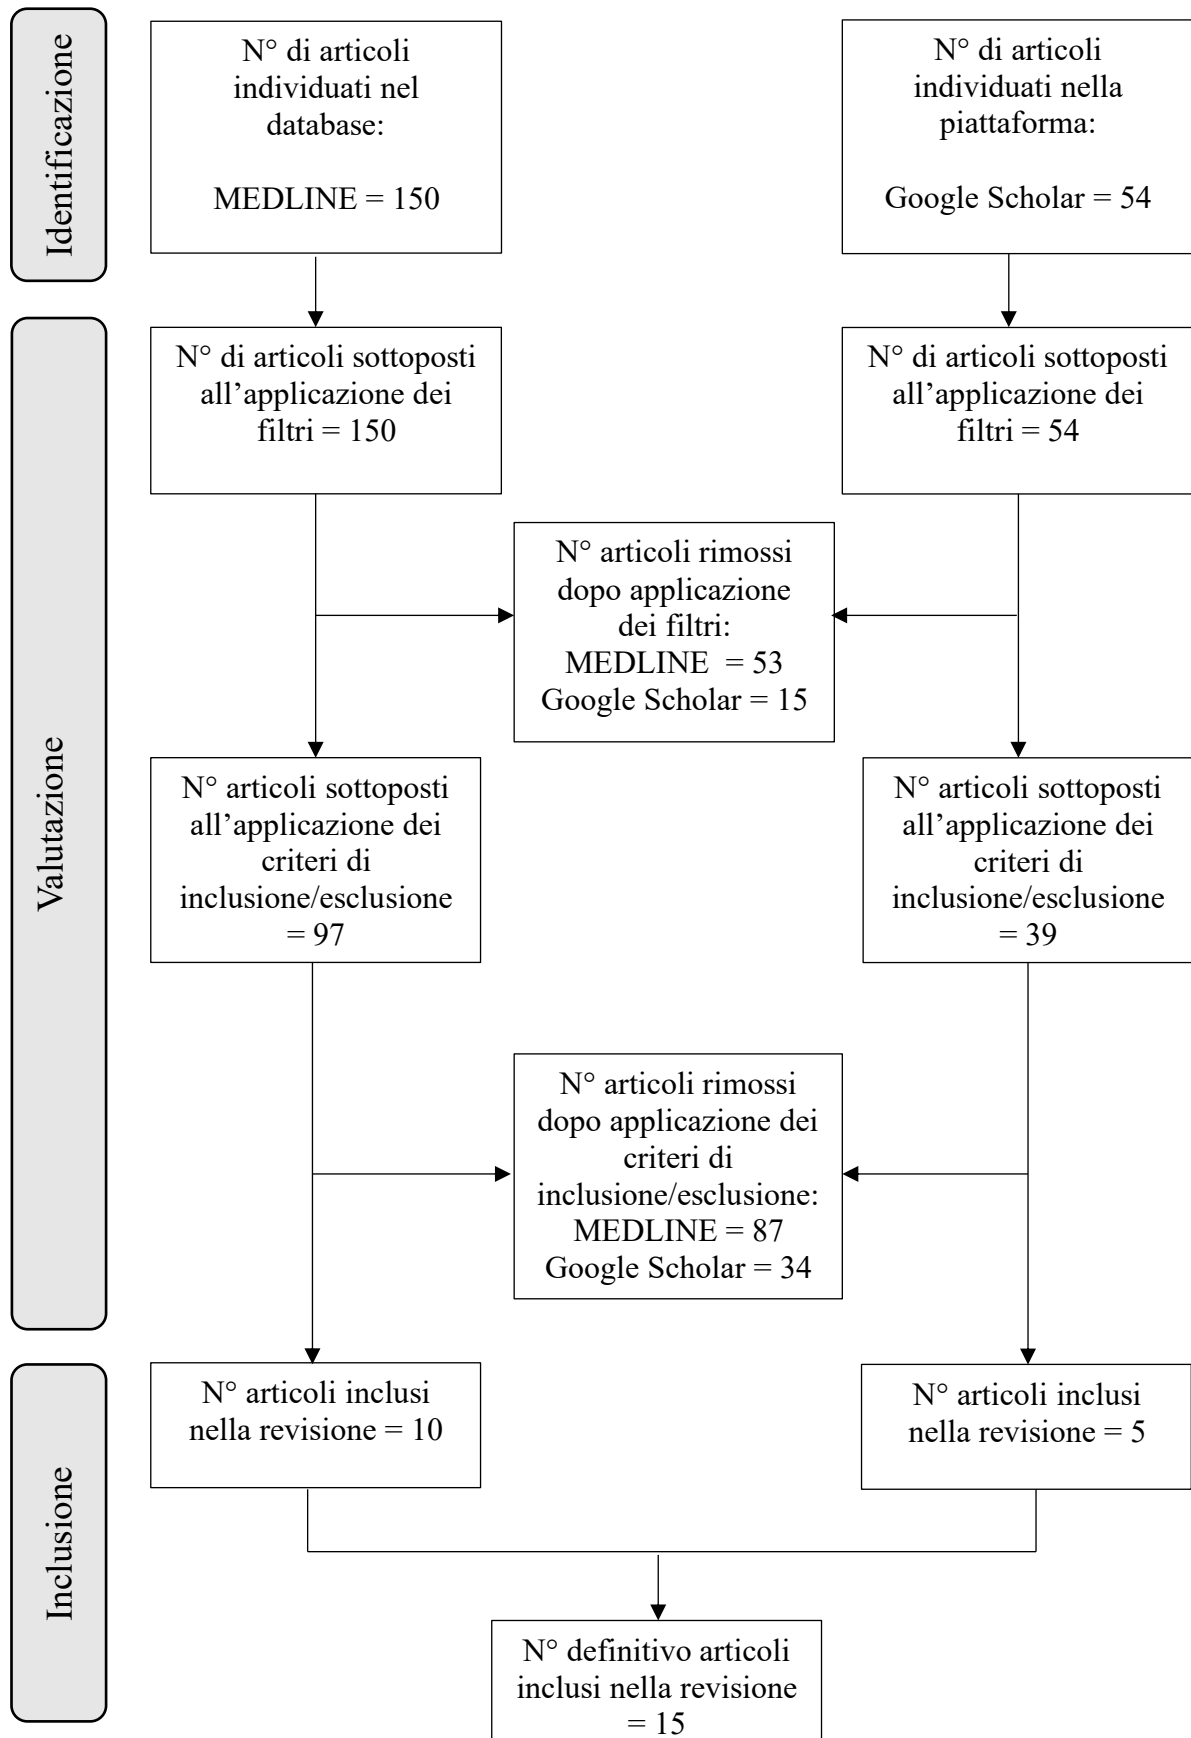 Identificazione
N° di articoli
individuati nel
database:
MEDLINE = 150
N° di articoli
individuati nella
piattaforma:
Google Scholar = 54
Valutazione
N° di articoli sottoposti
all’applicazione dei
filtri = 150
N° di articoli sottoposti
all’applicazione dei
filtri = 54
N° articoli rimossi
dopo applicazione
dei filtri:
MEDLINE = 53
Google Scholar = 15
N° articoli sottoposti
all’applicazione dei
criteri di
inclusione/esclusione
= 97
N° articoli sottoposti
all’applicazione dei
criteri di
inclusione/esclusione
= 39
N° articoli rimossi
dopo applicazione dei
criteri di
inclusione/esclusione:
MEDLINE = 87
Google Scholar = 34
Inclusione
N° articoli inclusi
nella revisione = 10
N° articoli inclusi
nella revisione = 5
N° definitivo articoli
inclusi nella revisione
= 15